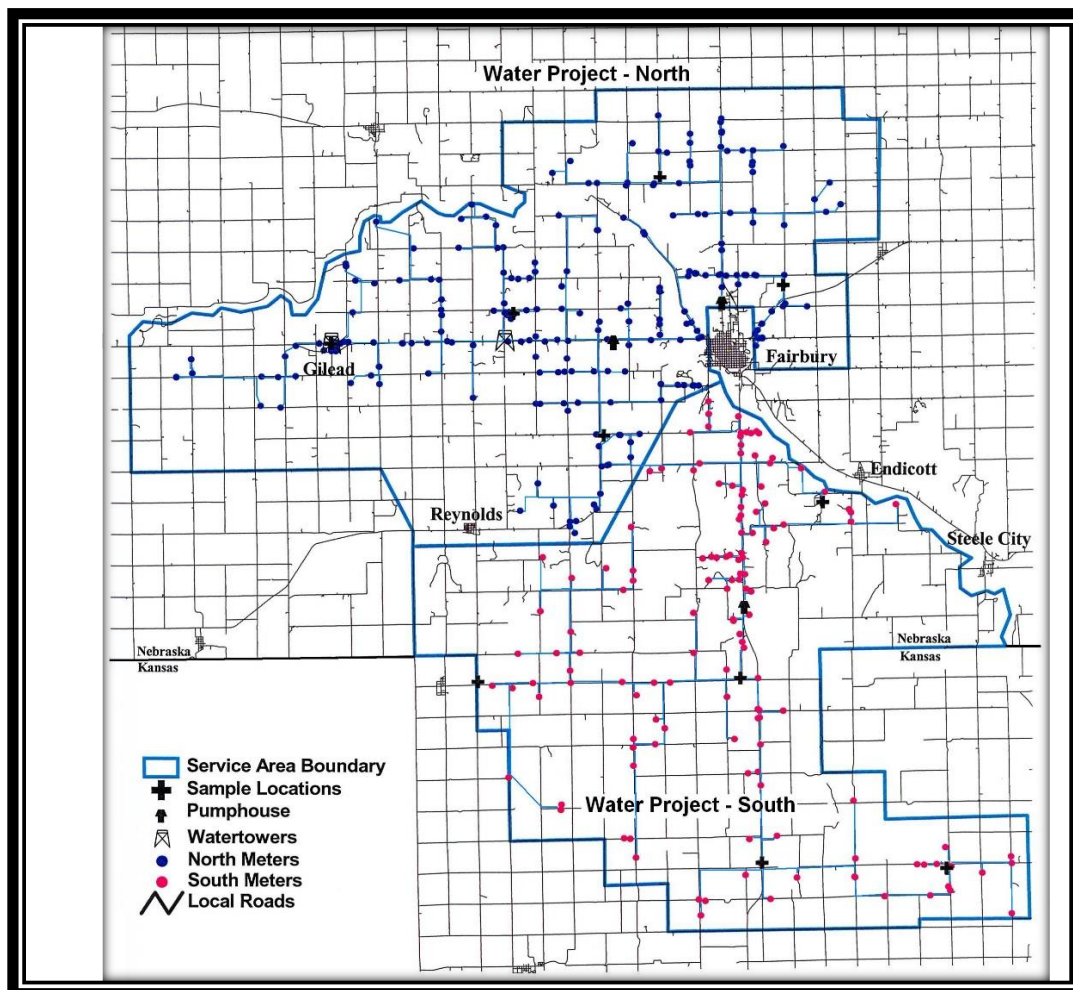 Water Project - North
Fairbury
Gilead
Endicott
Reynolds
Steele City
Nebraska
Kansas
Nebraska
Kansas
Service Area Boundary
Sample Locations
Pumphouse
Watertowers
North Meters
South Meters
Local Roads
Water Project - South